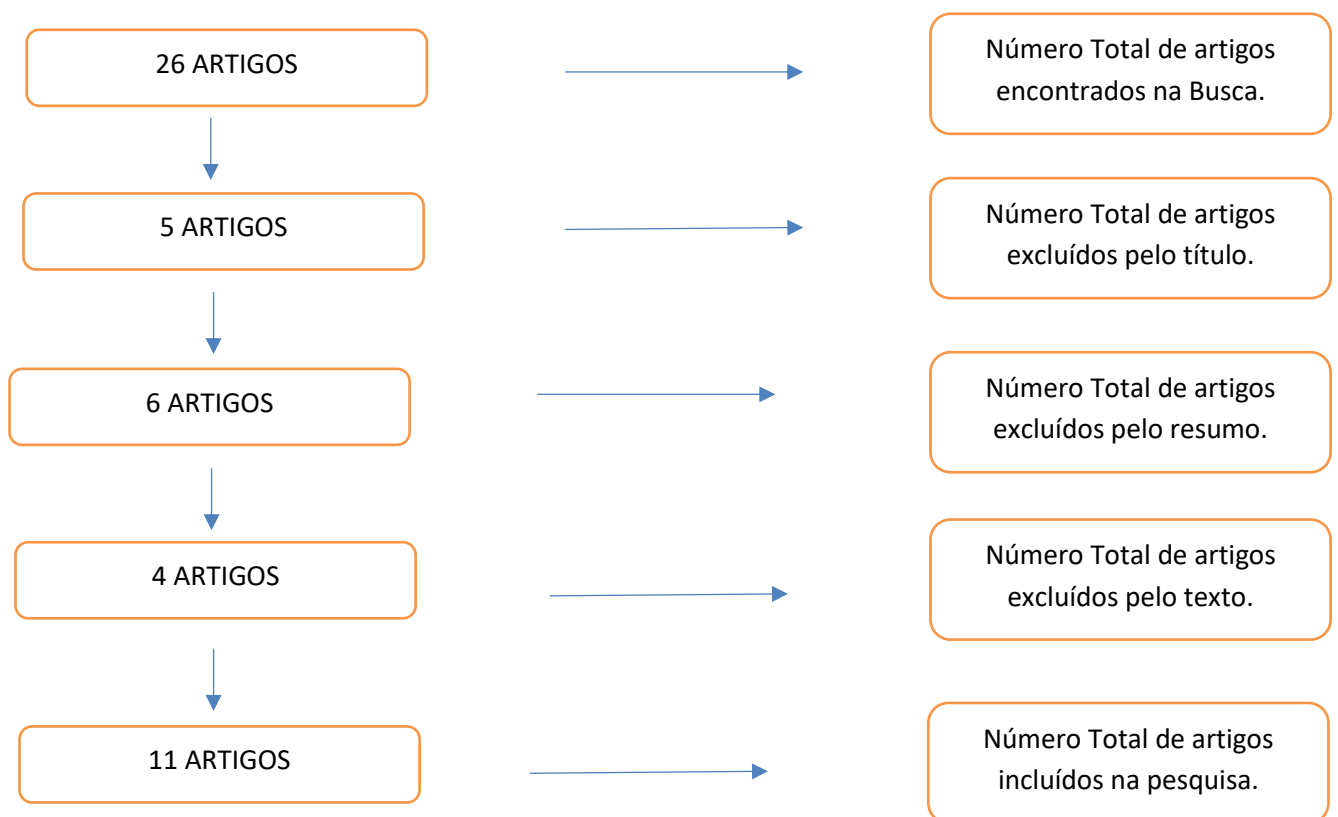 26 ARTIGOS
Número Total de artigos
encontrados na Busca.
5 ARTIGOS
Número Total de artigos
excluídos pelo título.
6 ARTIGOS
Número Total de artigos
excluídos pelo resumo.
4 ARTIGOS
Número Total de artigos
excluídos pelo texto.
11 ARTIGOS
Número Total de artigos
incluídos na pesquisa.